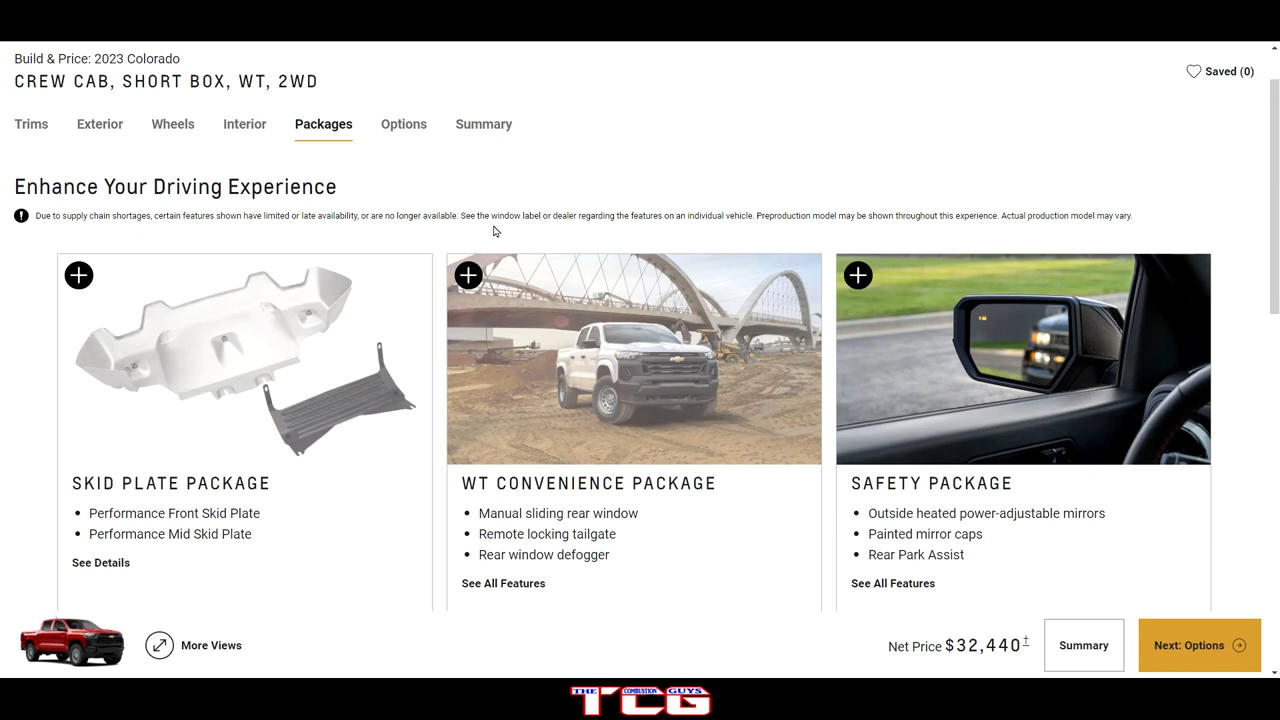 Build & Price: 2023 Colorado
CREW CAB, SHORT BOX, WT, 2WD
Saved (0)
Trims Exterior Wheels Interior Packages Options Summary
Enhance Your Driving Experience
Due to supply chain shortages, certain features shown have limited or late availability, or are no longer available. See the window label or dealer regarding the features on an individual vehicle. Preproduction model may be shown throughout this experience. Actual production model may vary.
SKID PLATE PACKAGE
• Performance Front Skid Plate
• Performance Mid Skid Plate
See Details
WT CONVENIENCE PACKAGE
• Manual sliding rear window
• Remote locking tailgate
• Rear window defogger
See All Features
SAFETY PACKAGE
• Outside heated power-adjustable mirrors
• Painted mirror caps
• Rear Park Assist
See All Features
More Views
Net Price $32,440‡
Summary
Next: Options
THE COMBUSTION GUYS
TCG